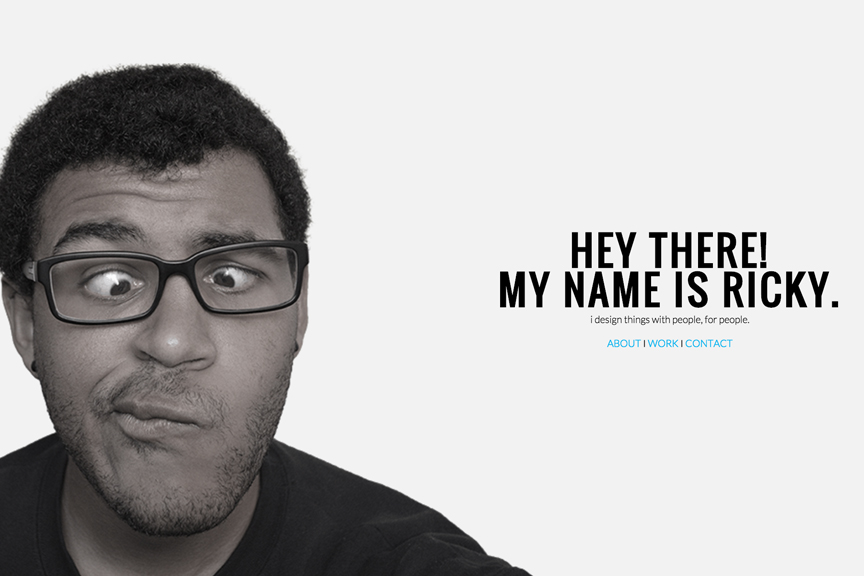 HEY THERE!
MY NAME IS RICKY.
i design things with people, for people.
ABOUT | WORK | CONTACT